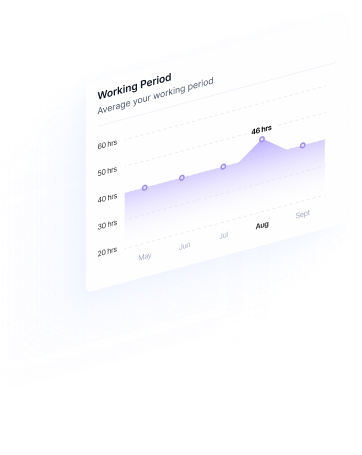 Working Period
Average your working period
46 hrs
60 hrs
50 hrs
40 hrs
30 hrs
20 hrs
May Jun Jul Aug Sept